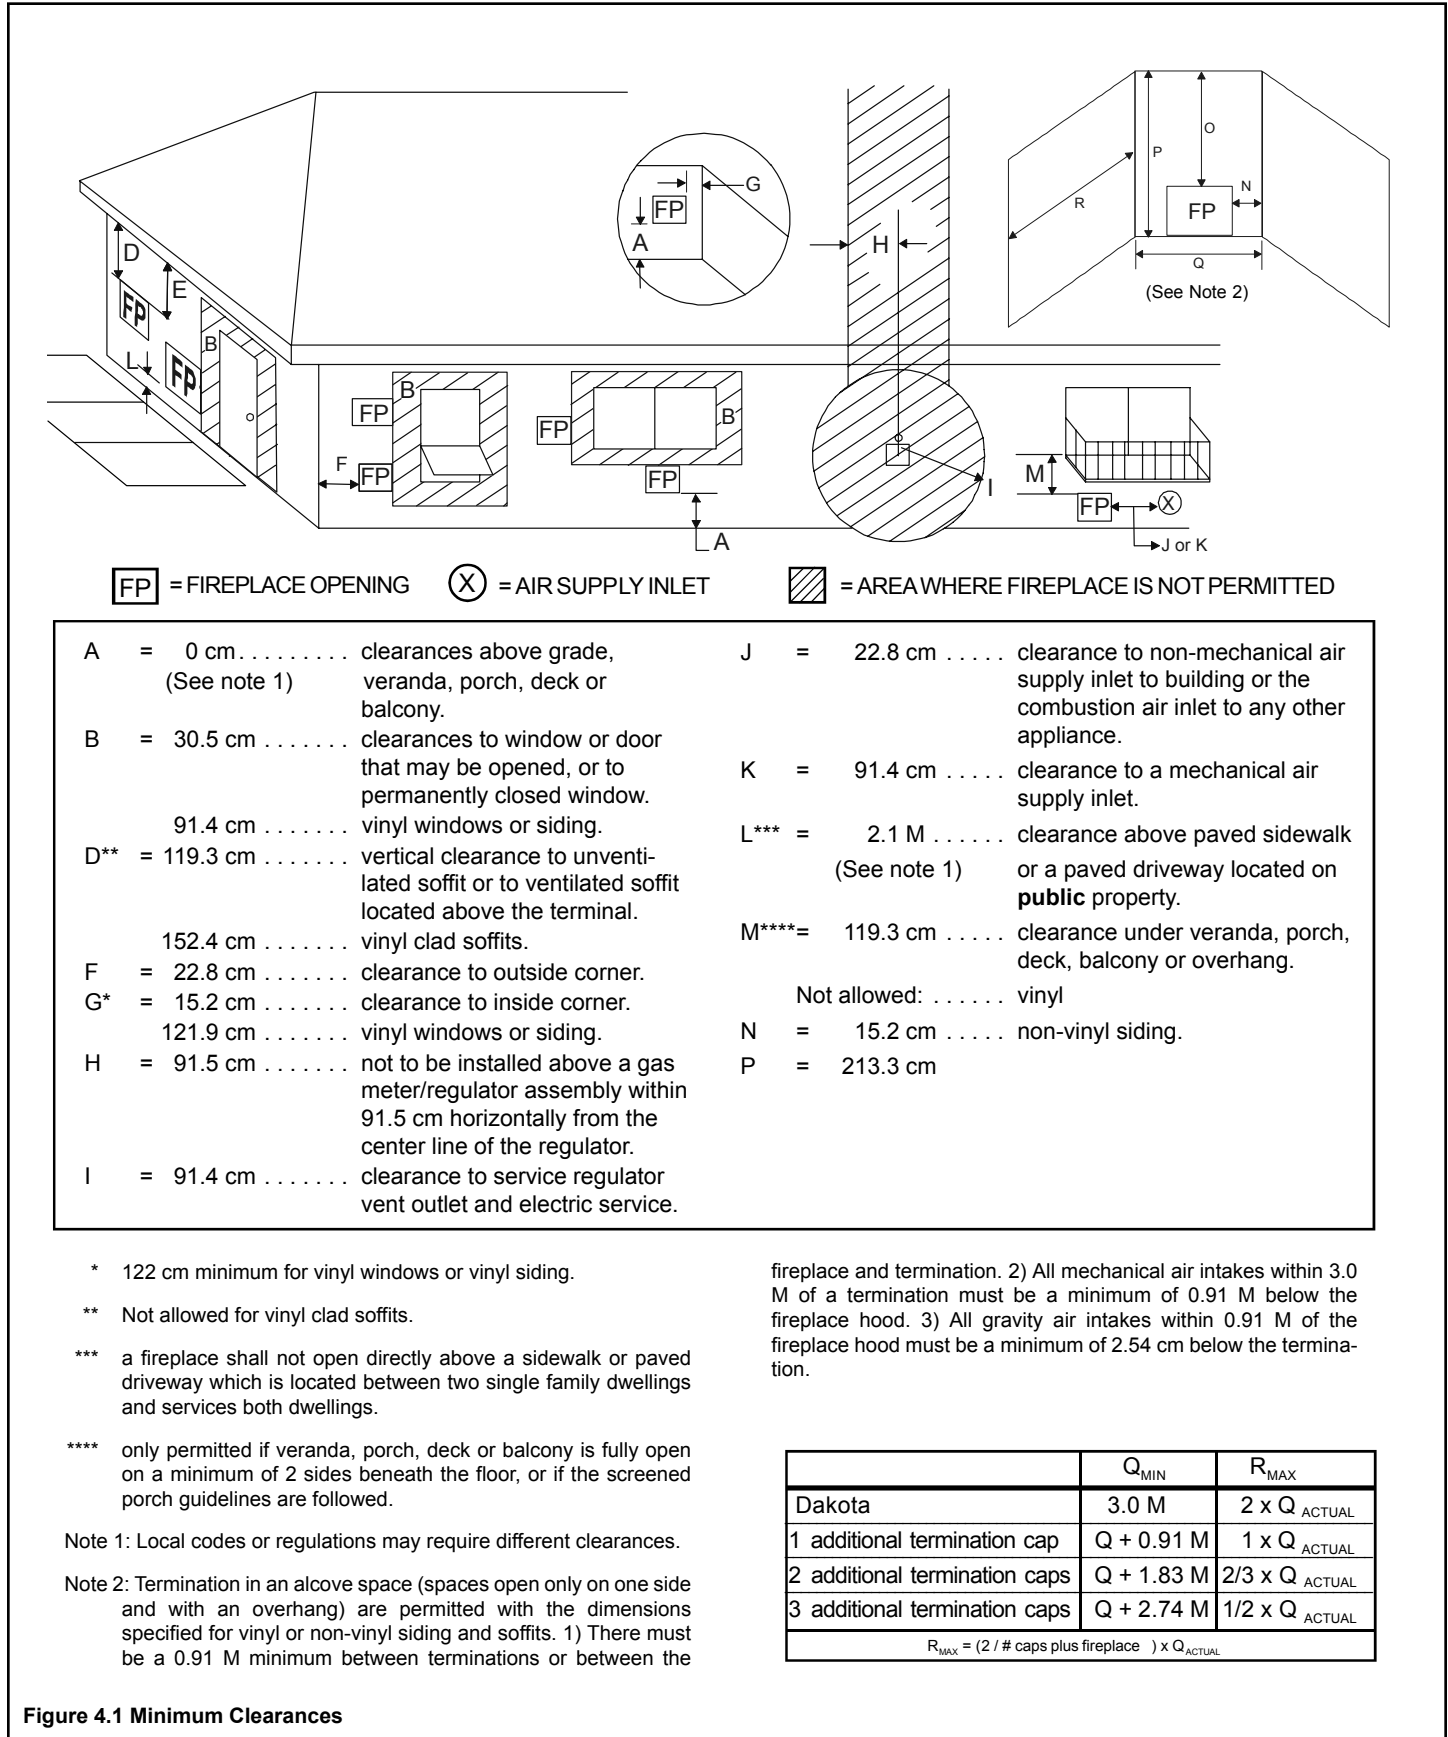 D
E
FP
L
FP
B
FP
B
F
FP
FP
B
FP
A
G
FP
A
H
I
M
FP
X
J or K
O
P
N
R
FP
Q
(See Note 2)
FP = FIREPLACE OPENING X = AIR SUPPLY INLET = AREA WHERE FIREPLACE IS NOT PERMITTED
A = 0 cm . . . . . . . . . clearances above grade,
(See note 1) veranda, porch, deck or
balcony.
B = 30.5 cm . . . . . . . clearances to window or door
that may be opened, or to
permanently closed window.
91.4 cm . . . . . . . vinyl windows or siding.
D** = 119.3 cm . . . . . . . vertical clearance to unventi-
lated soffit or to ventilated soffit
located above the terminal.
152.4 cm . . . . . . . vinyl clad soffits.
F = 22.8 cm . . . . . . . clearance to outside corner.
G* = 15.2 cm . . . . . . . clearance to inside corner.
121.9 cm . . . . . . . vinyl windows or siding.
H = 91.5 cm . . . . . . . not to be installed above a gas
meter/regulator assembly within
91.5 cm horizontally from the
center line of the regulator.
I = 91.4 cm . . . . . . . clearance to service regulator
vent outlet and electric service.
J = 22.8 cm . . . . . clearance to non-mechanical air
supply inlet to building or the
combustion air inlet to any other
appliance.
K = 91.4 cm . . . . . clearance to a mechanical air
supply inlet.
L*** = 2.1 M . . . . . . clearance above paved sidewalk
(See note 1) or a paved driveway located on
public property.
M****= 119.3 cm . . . . . clearance under veranda, porch,
deck, balcony or overhang.
Not allowed: . . . . . . vinyl
N = 15.2 cm . . . . . non-vinyl siding.
P = 213.3 cm
* 122 cm minimum for vinyl windows or vinyl siding.
** Not allowed for vinyl clad soffits.
*** a fireplace shall not open directly above a sidewalk or paved
driveway which is located between two single family dwellings
and services both dwellings.
**** only permitted if veranda, porch, deck or balcony is fully open
on a minimum of 2 sides beneath the floor, or if the screened
porch guidelines are followed.
Note 1: Local codes or regulations may require different clearances.
Note 2: Termination in an alcove space (spaces open only on one side
and with an overhang) are permitted with the dimensions
specified for vinyl or non-vinyl siding and soffits. 1) There must
be a 0.91 M minimum between terminations or between the
fireplace and termination. 2) All mechanical air intakes within 3.0
M of a termination must be a minimum of 0.91 M below the
fireplace hood. 3) All gravity air intakes within 0.91 M of the
fireplace hood must be a minimum of 2.54 cm below the termina-
tion.
QMIN RMAX
Dakota 3.0 M 2 x Q ACTUAL
1 additional termination cap Q + 0.91 M 1 x Q ACTUAL
2 additional termination caps Q + 1.83 M 2/3 x Q ACTUAL
3 additional termination caps Q + 2.74 M 1/2 x Q ACTUAL
RMAX = (2 / # caps plus fireplace ) x QACTUAL
Figure 4.1 Minimum Clearances